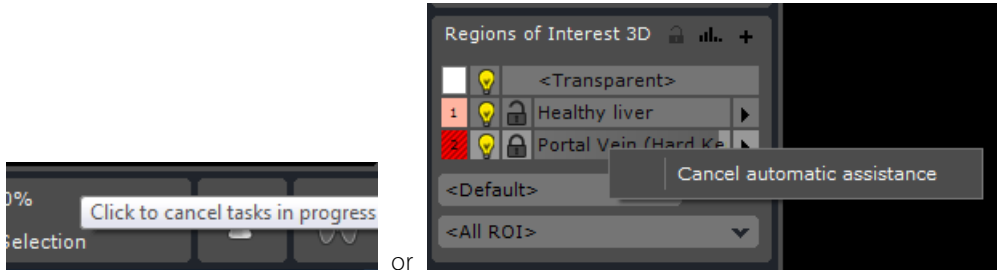 0%
Click to cancel tasks in progress
Selection
or
Regions of Interest 3D
<Transparent>
1 Healthy liver
2 Portal Vein (Hard Ke
Cancel automatic assistance
<Default>
<All ROI>